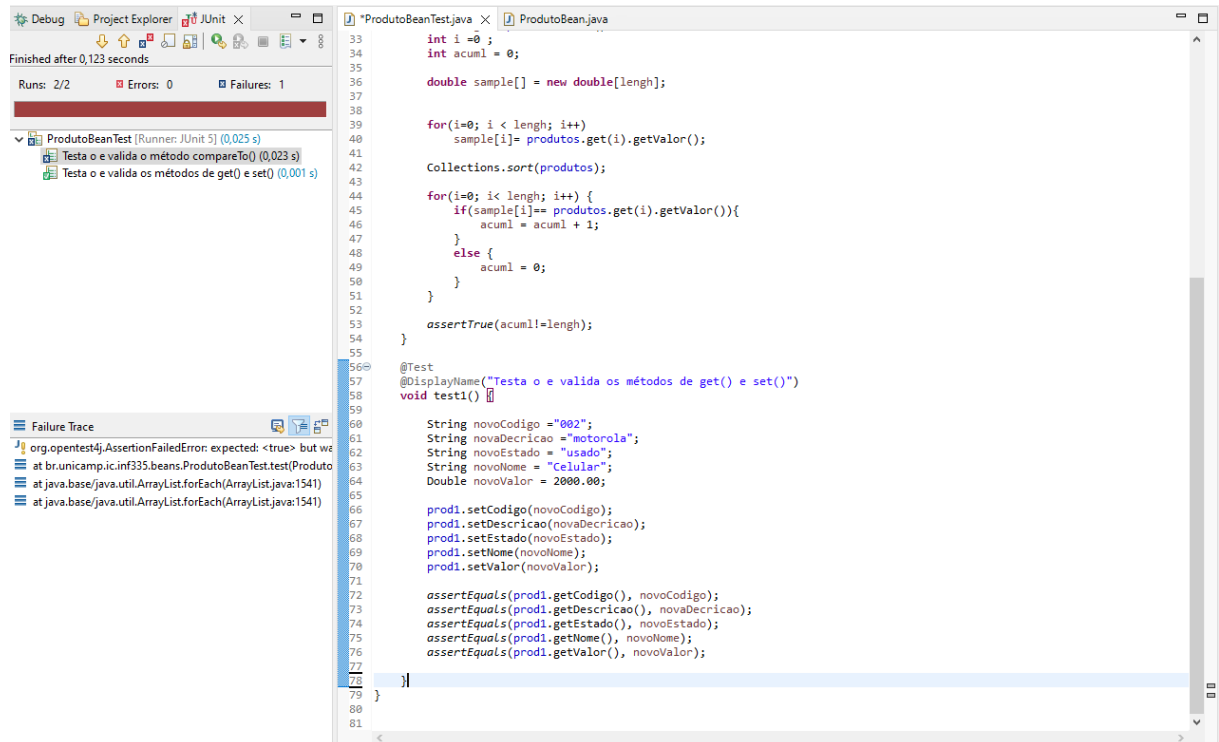 Debug Project Explorer JUnit
Finished after 0,123 seconds
Runs: 2/2 Errors: 0 Failures: 1
ProdutoBeanTest [Runner: JUnit 5] (0,025 s)
Testa o e valida o método compareTo() (0,023 s)
Testa o e valida os métodos de get() e set() (0,001 s)
Failure Trace
org.opentest4j.AssertionFailedError: expected: <true> but wa
at br.unicamp.ic.inf335.beans.ProdutoBeanTest.test(Produto
at java.base/java.util.ArrayList.forEach(ArrayList.java:1541)
at java.base/java.util.ArrayList.forEach(ArrayList.java:1541)
*ProdutoBeanTest.java ProdutoBean.java
33 int i =0 ;
34 int acuml = 0;
35
36 double sample[] = new double[lengh];
37
38
39 for(i=0; i < lengh; i++)
40 sample[i]= produtos.get(i).getValor();
41
42 Collections.sort(produtos);
43
44 for(i=0; i< lengh; i++) {
45 if(sample[i]== produtos.get(i).getValor()){
46 acuml = acuml + 1;
47 }
48 else {
49 acuml = 0;
50 }
51 }
52
53 assertTrue(acuml!=lengh);
54 }
55
56 @Test
57 @DisplayName("Testa o e valida os métodos de get() e set()")
58 void test1() {
59
60 String novoCodigo ="002";
61 String novaDecricao ="motorola";
62 String novoEstado = "usado";
63 String novoNome = "Celular";
64 Double novoValor = 2000.00;
65
66 prod1.setCodigo(novoCodigo);
67 prod1.setDescricao(novaDecricao);
68 prod1.setEstado(novoEstado);
69 prod1.setNome(novoNome);
70 prod1.setValor(novoValor);
71
72 assertEquals(prod1.getCodigo(), novoCodigo);
73 assertEquals(prod1.getDescricao(), novaDecricao);
74 assertEquals(prod1.getEstado(), novoEstado);
75 assertEquals(prod1.getNome(), novoNome);
76 assertEquals(prod1.getValor(), novoValor);
77
78 }
79 }
80
81